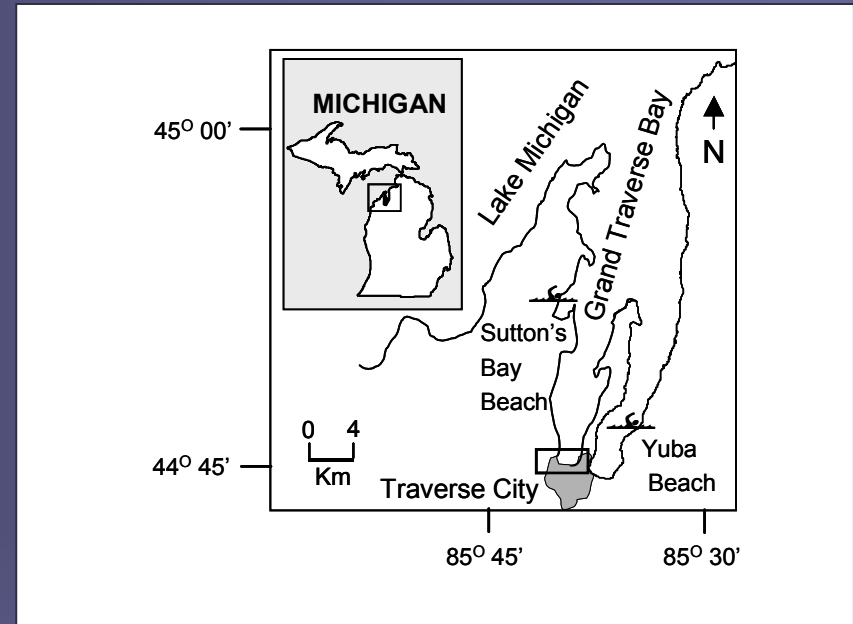 MICHIGAN
45O 00’
Lake Michigan
Grand Traverse Bay
N
Sutton’s
Bay
Beach
0 4
Km
Yuba
Beach
44O 45’
Traverse City
85O 45’
85O 30’